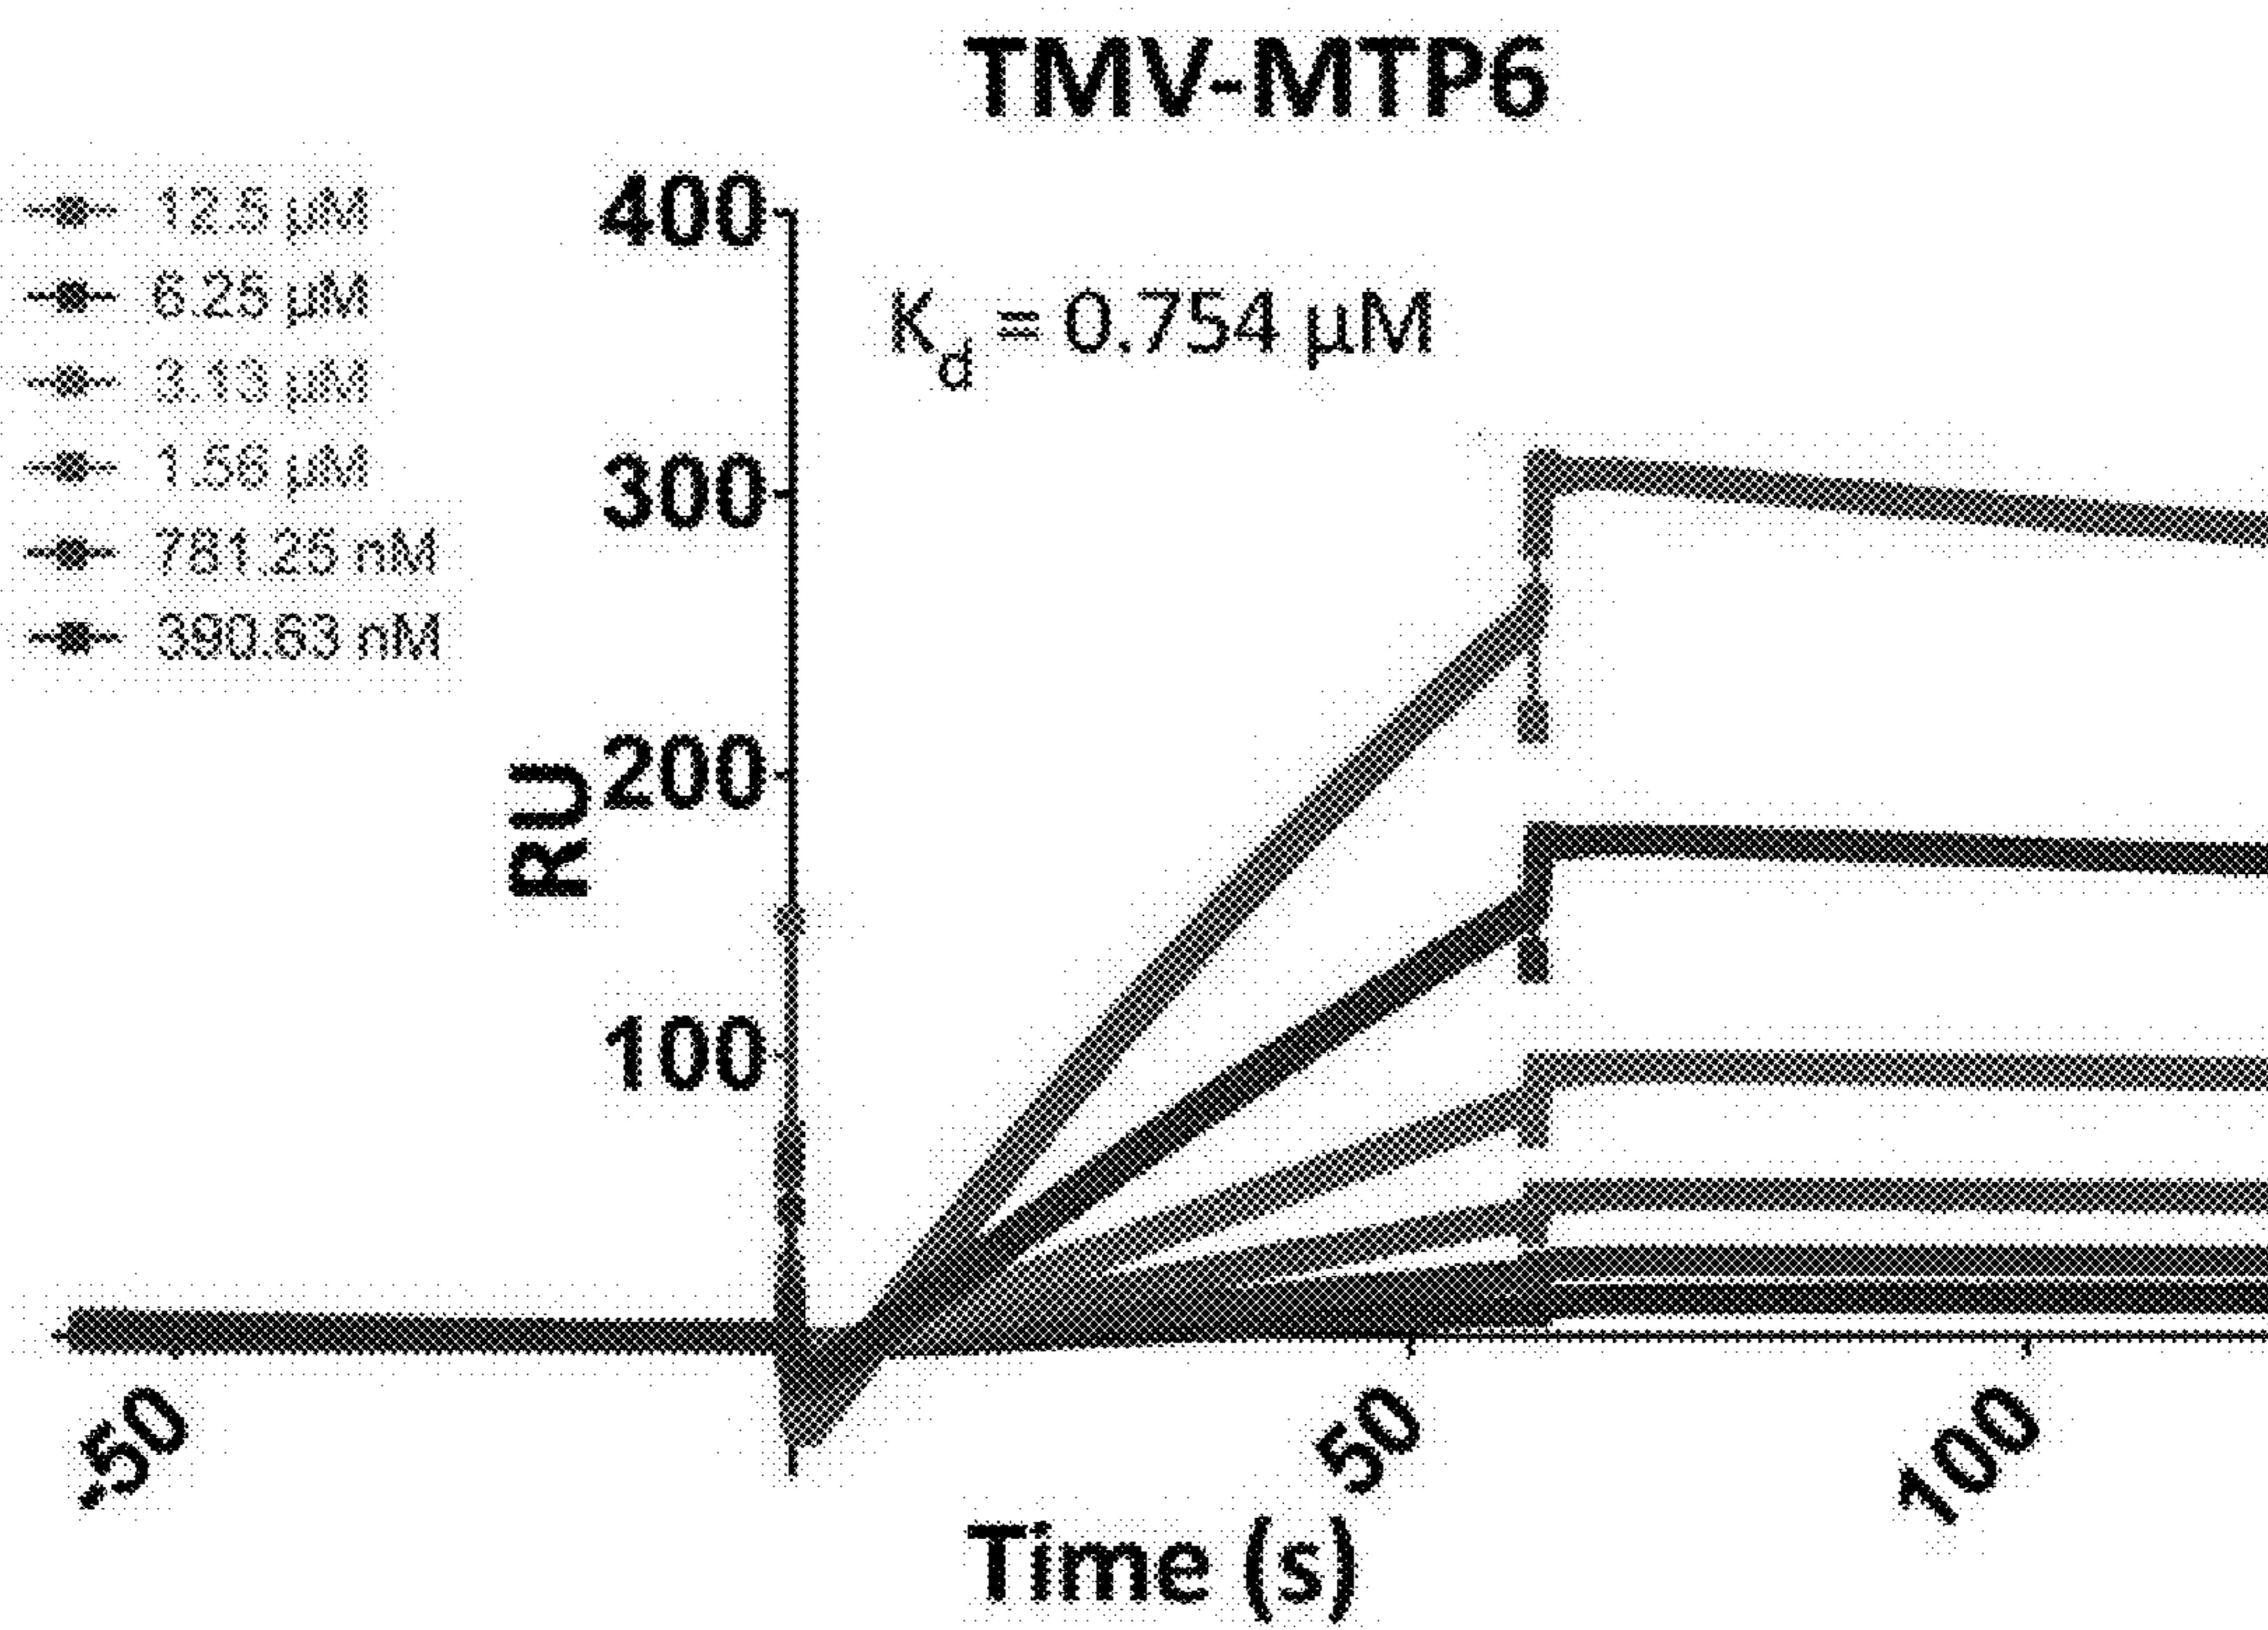 TMV-MTP6
12.5 µM
6.25 µM
3.13 µM
1.56 µM
781.25 nM
390.63 nM
400
300
200
100
K_d = 0.754 µM
RU
-50
50
100
Time (s)